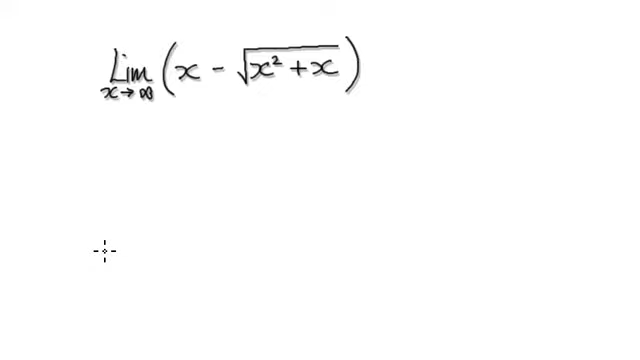 Lim (x - √(x² + x))
x → ∞